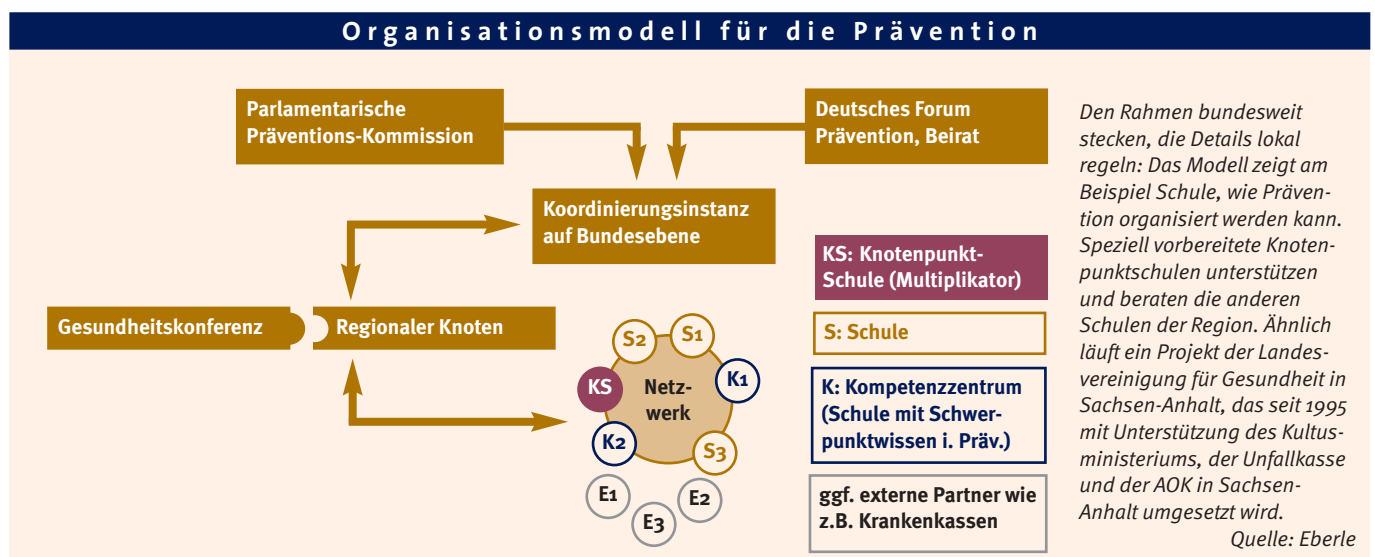 Organisationsmodell für die Prävention
Parlamentarische
Präventions-Kommission
Deutsches Forum
Prävention, Beirat
Koordinierungsinstanz
auf Bundesebene
Gesundheitskonferenz
Regionaler Knoten
S2
S1
KS
Netz-
werk
K1
K2
S3
E1
E2
E3
KS: Knotenpunkt-
Schule (Multiplikator)
S: Schule
K: Kompetenzzentrum
(Schule mit Schwer-
punktwissen i. Präv.)
ggf. externe Partner wie
z.B. Krankenkassen
Den Rahmen bundesweit
stecken, die Details lokal
regeln: Das Modell zeigt am
Beispiel Schule, wie Präven-
tion organisiert werden kann.
Speziell vorbereitete Knoten-
punktschulen unterstützen
und beraten die anderen
Schulen der Region. Ähnlich
läuft ein Projekt der Landes-
vereinigung für Gesundheit in
Sachsen-Anhalt, das seit 1995
mit Unterstützung des Kultus-
ministeriums, der Unfallkasse
und der AOK in Sachsen-
Anhalt umgesetzt wird.
Quelle: Eberle